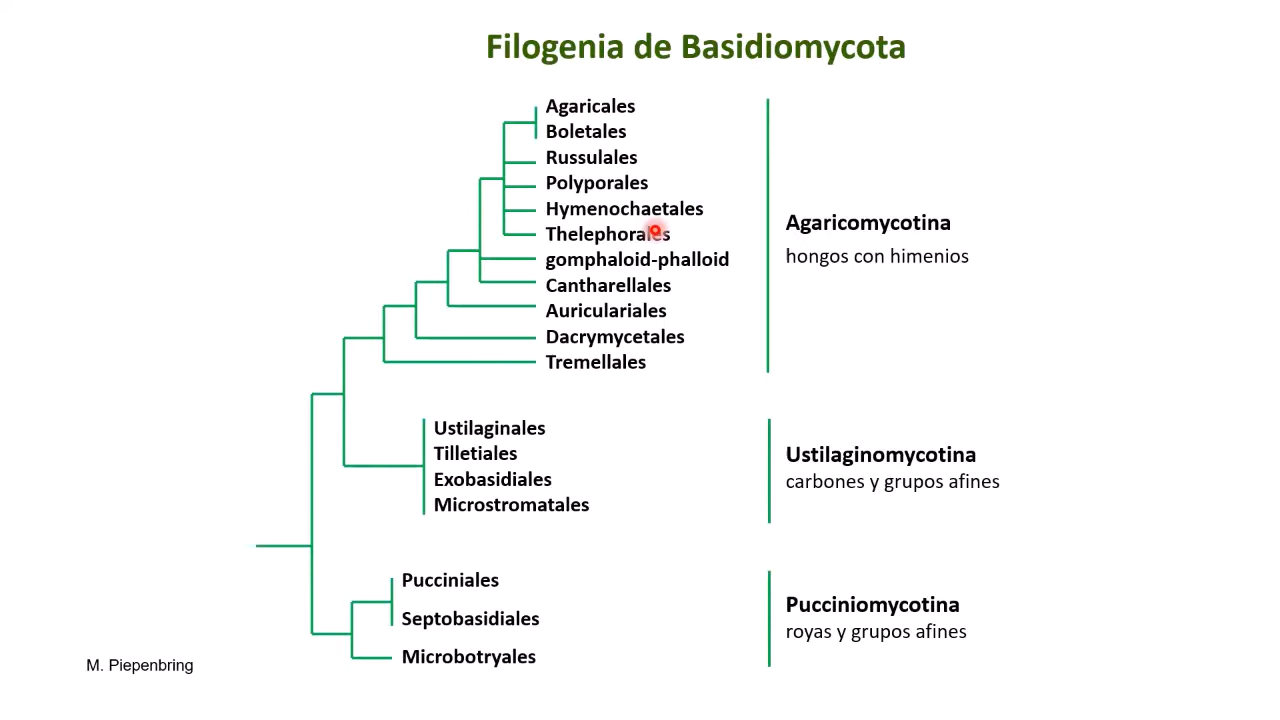 Filogenia de Basidiomycota
Agaricales
Boletales
Russulales
Polyporales
Hymenochaetales
Thelephorales
gomphaloid-phalloid
Cantharellales
Auriculariales
Dacrymycetales
Tremellales
Agaricomycotina
hongos con himenios
Ustilaginales
Tilletiales
Exobasidiales
Microstromatales
Ustilaginomycotina
carbones y grupos afines
Pucciniales
Septobasidiales
Microbotryales
Pucciniomycotina
royas y grupos afines
M. Piepenbring